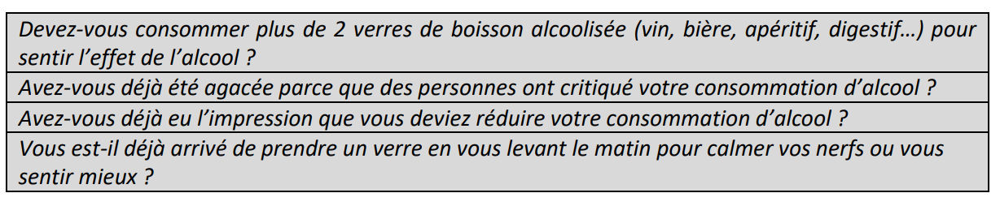 Devez-vous consommer plus de 2 verres de boisson alcoolisée (vin, bière, apéritif, digestif…) pour
sentir l’effet de l’alcool ?
Avez-vous déjà été agacée parce que des personnes ont critiqué votre consommation d’alcool ?
Avez-vous déjà eu l’impression que vous deviez réduire votre consommation d’alcool ?
Vous est-il déjà arrivé de prendre un verre en vous levant le matin pour calmer vos nerfs ou vous
sentir mieux ?